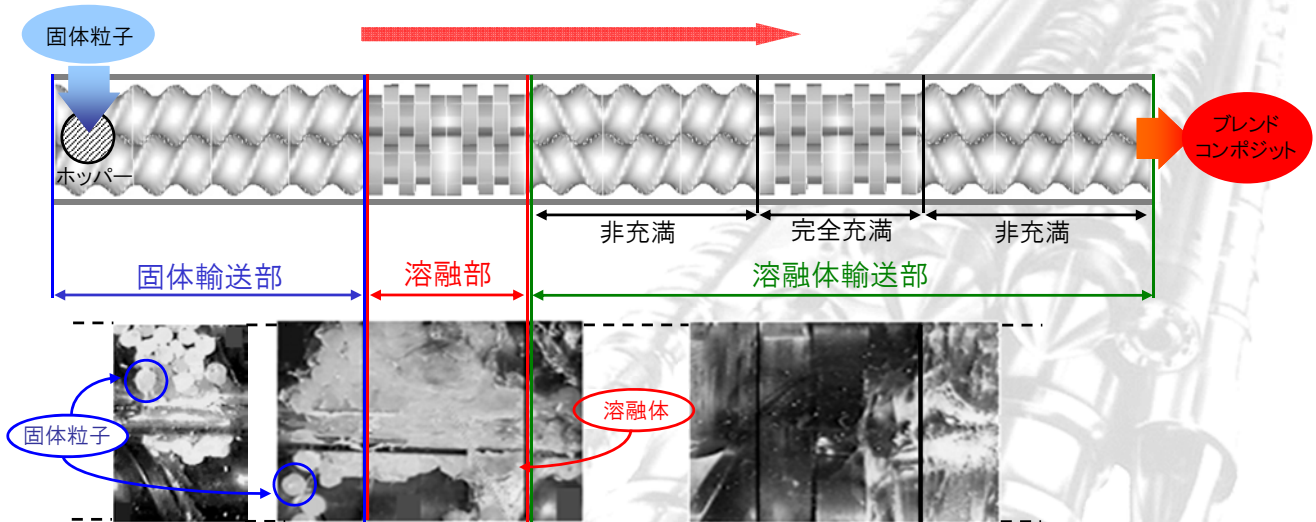 固体粒子
ホッパー
ブレンド
コンポジット
非充満
完全充満
非充満
固体輸送部
溶融部
溶融体輸送部
固体粒子
溶融体